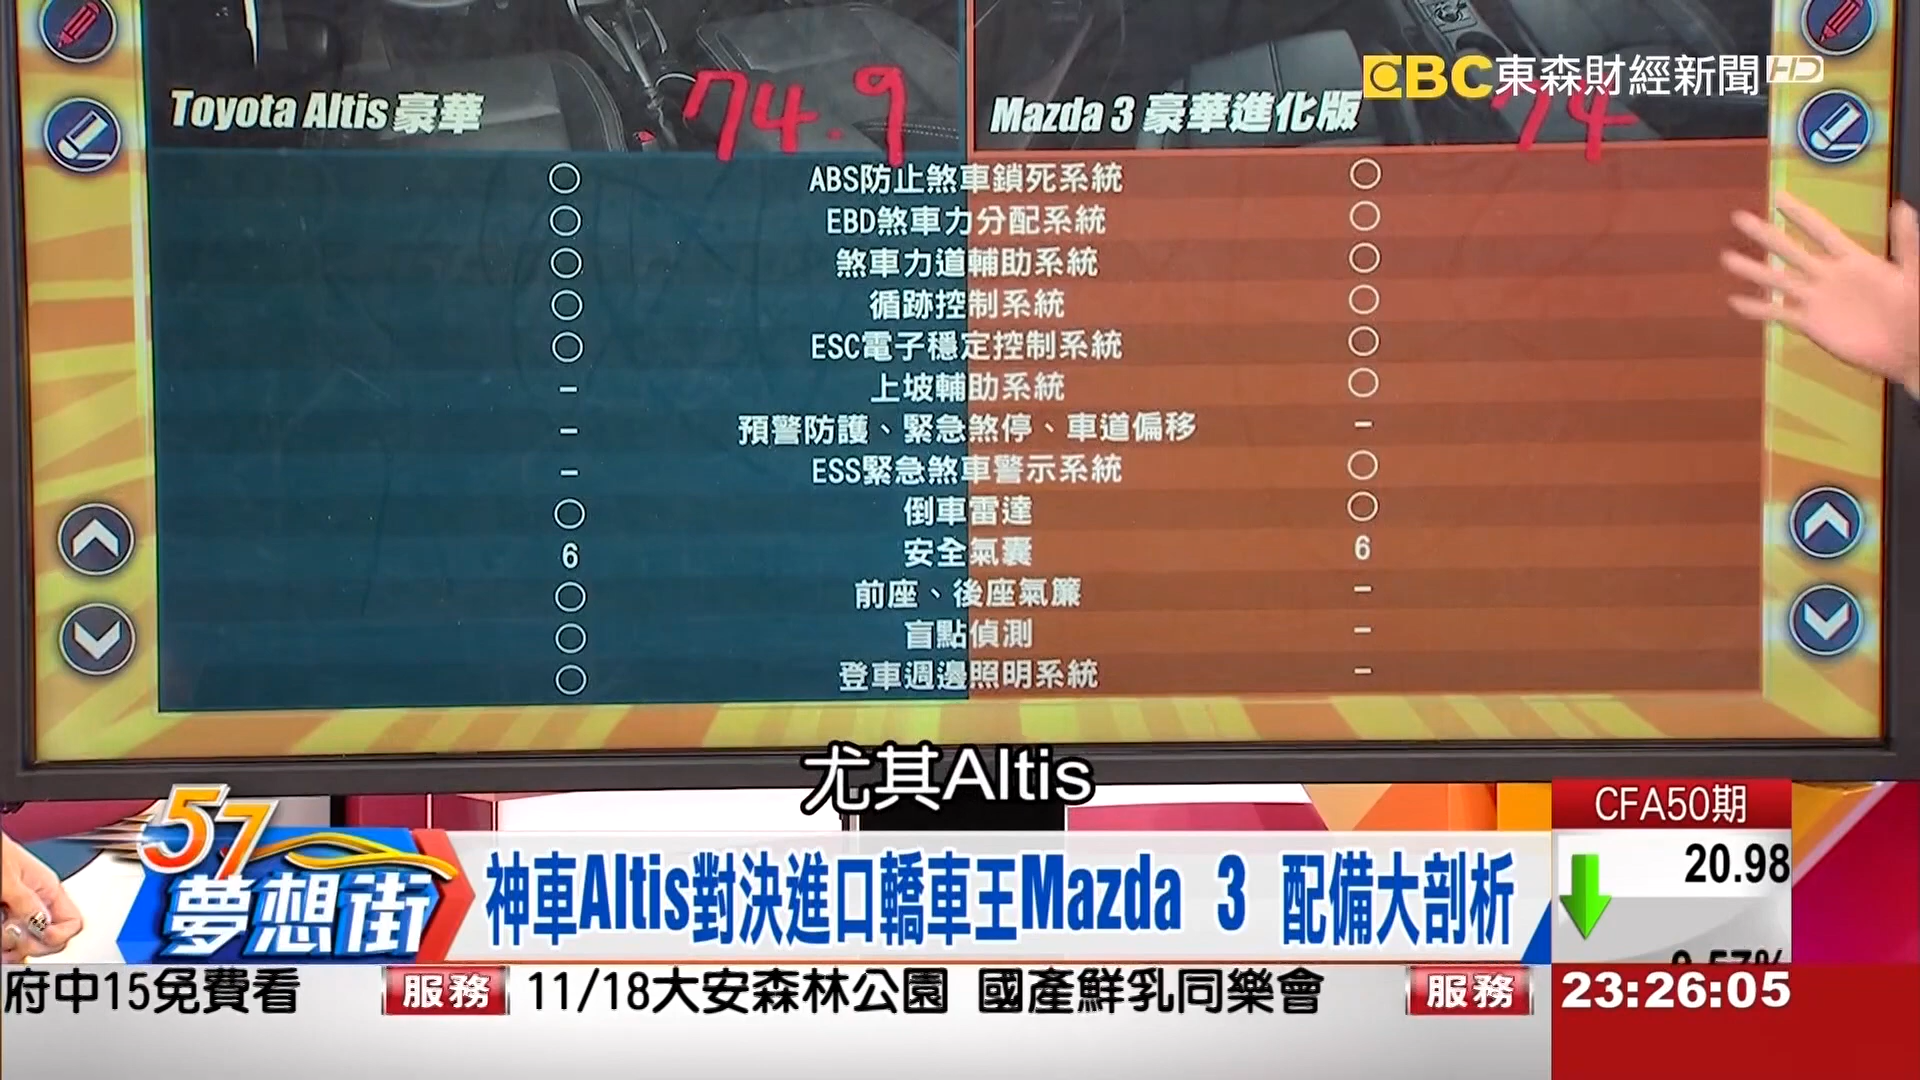 EBC東森財經新聞HD
Toyota Altis 豪華 74.9
Mazda 3 豪華進化版 74
○ ABS防止煞車鎖死系統 ○
○ EBD煞車力分配系統 ○
○ 煞車力道輔助系統 ○
○ 循跡控制系統 ○
○ ESC電子穩定控制系統 ○
- 上坡輔助系統 ○
- 預警防護、緊急煞停、車道偏移 -
- ESS緊急煞車警示系統 ○
○ 倒車雷達 ○
6 安全氣囊 6
○ 前座、後座氣簾 -
○ 盲點偵測 -
○ 登車週邊照明系統 -
尤其Altis
57夢想街
神車Altis對決進口轎車王Mazda 3 配備大剖析
CFA50期
20.98
府中15免費看 服務 11/18大安森林公園 國產鮮乳同樂會 服務
23:26:05